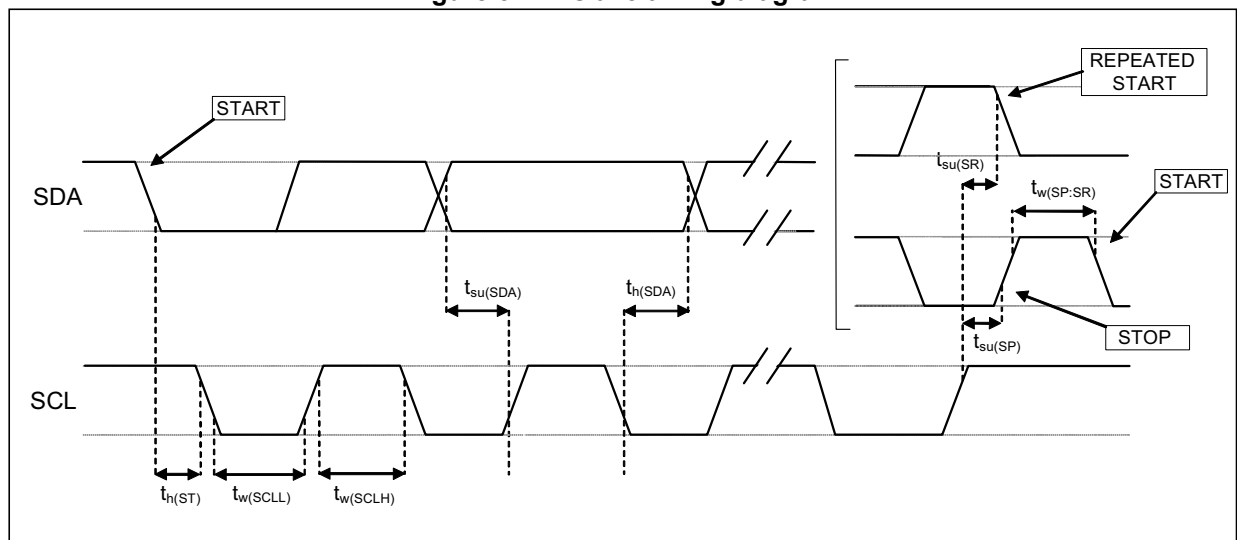 REPEATED
START
START
t_su(SR)
t_w(SP:SR)
START
SDA
t_su(SDA)
t_h(SDA)
t_su(SP)
STOP
SCL
t_h(ST)
t_w(SCLL)
t_w(SCLH)